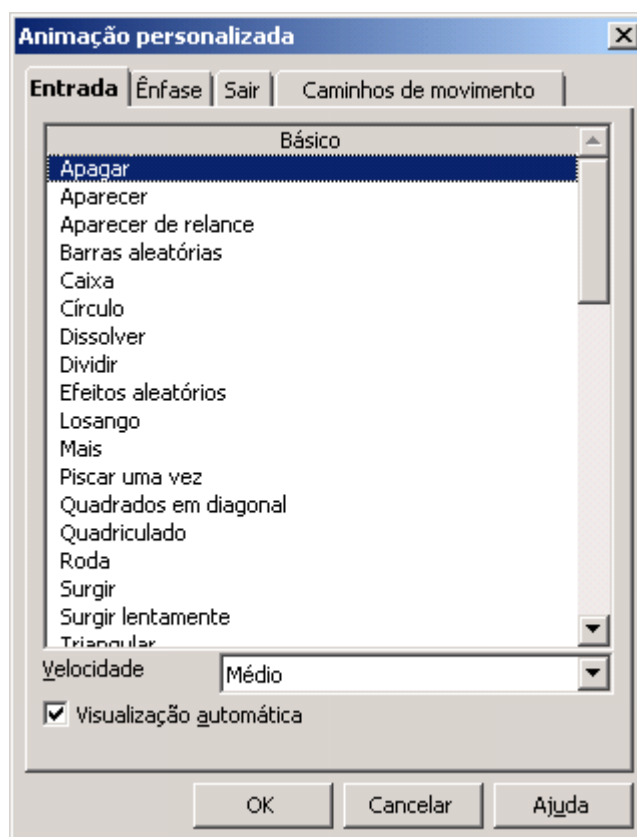 Animação personalizada
Entrada Ênfase Sair Caminhos de movimento
Básico
Apagar
Aparecer
Aparecer de relance
Barras aleatórias
Caixa
Círculo
Dissolver
Dividir
Efeitos aleatórios
Losango
Mais
Piscar uma vez
Quadrados em diagonal
Quadriculado
Roda
Surgir
Surgir lentamente
Triangular
Velocidade Médio
Visualização automática
OK Cancelar Ajuda